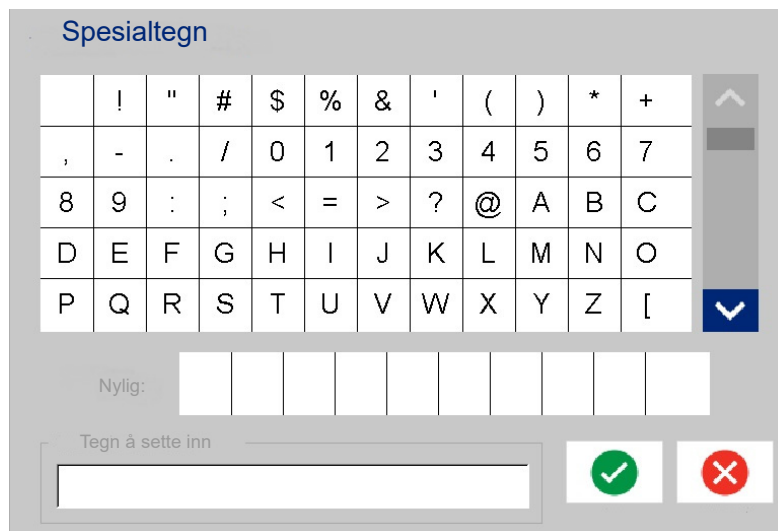 Spesialtegn
! " # $ % & ' ( ) * +
, - . / 0 1 2 3 4 5 6 7
8 9 : ; < = > ? @ A B C
D E F G H I J K L M N O
P Q R S T U V W X Y Z [
Nylig:
Tegn å sette inn